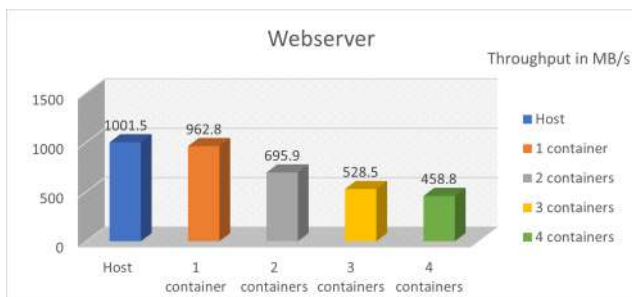 Webserver
Throughput in MB/s
1500
1000
500
0
1001.5
962.8
695.9
528.5
458.8
Host
1 container
2 containers
3 containers
4 containers
Host
1
container
2
containers
3
containers
4
containers